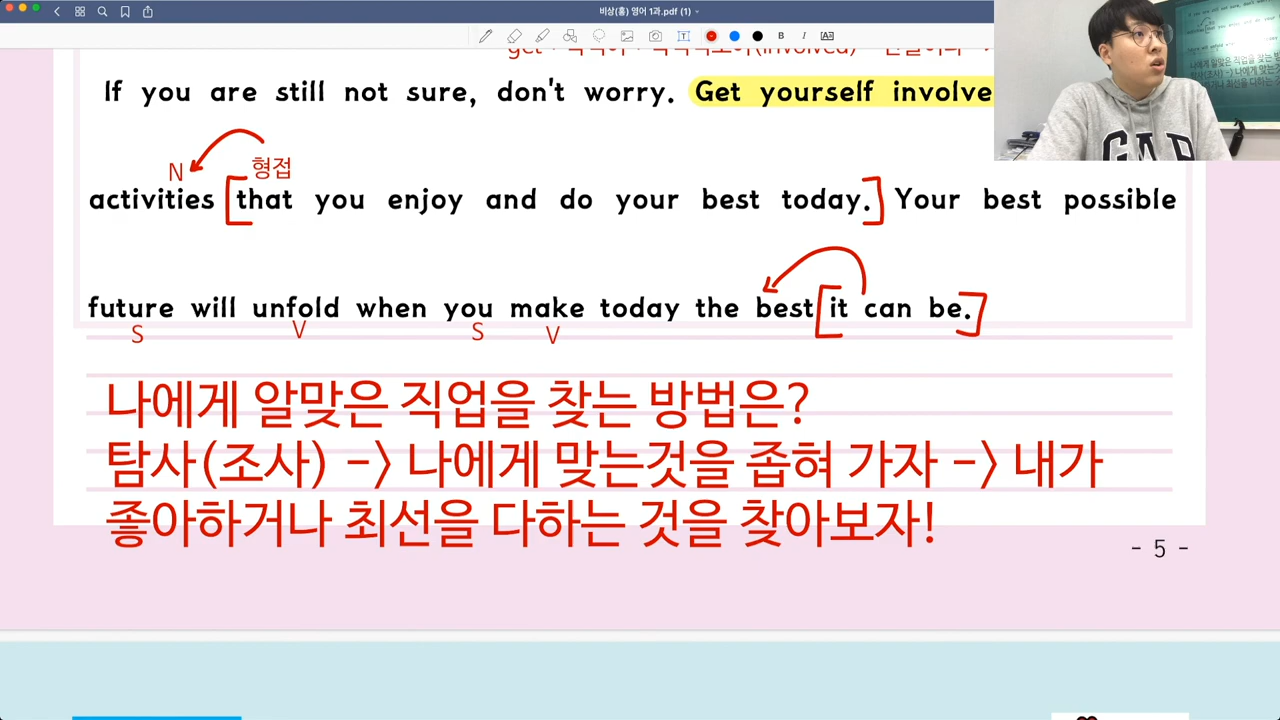 비상(홍) 영어 1과.pdf (1)
B I
If you are still not sure, don't worry. Get yourself involve
N 형접
activities [that you enjoy and do your best today.] Your best possible
future will unfold when you make today the best [it can be.]
S V S V
나에게 알맞은 직업을 찾는 방법은?
탐사(조사) -> 나에게 맞는것을 좁혀 가자 -> 내가
좋아하거나 최선을 다하는 것을 찾아보자!
- 5 -
GAP